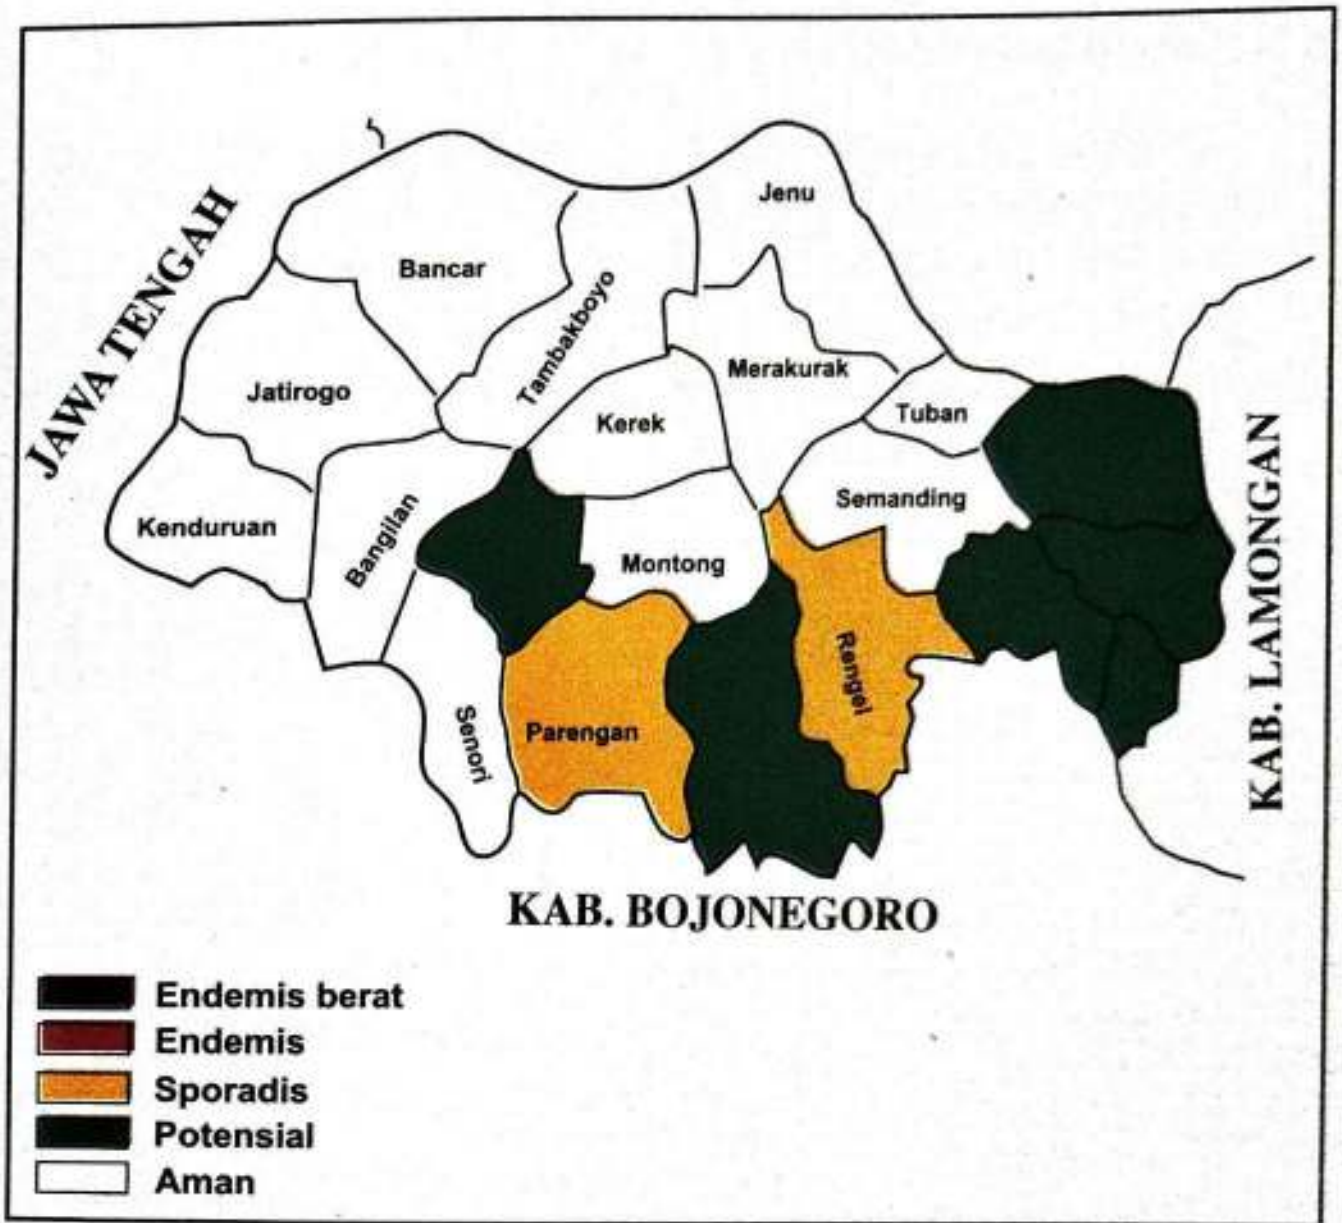 Jenu
JAWA TENGAH
Bancar
Tambakboyo
Merakurak
Jatirogo
Kerek
Tuban
Semanding
Kenduruan
Bangilan
Montong
KAB. LAMONGAN
Rengel
Senori
Parengan
KAB. BOJONEGORO
Endemis berat
Endemis
Sporadis
Potensial
Aman